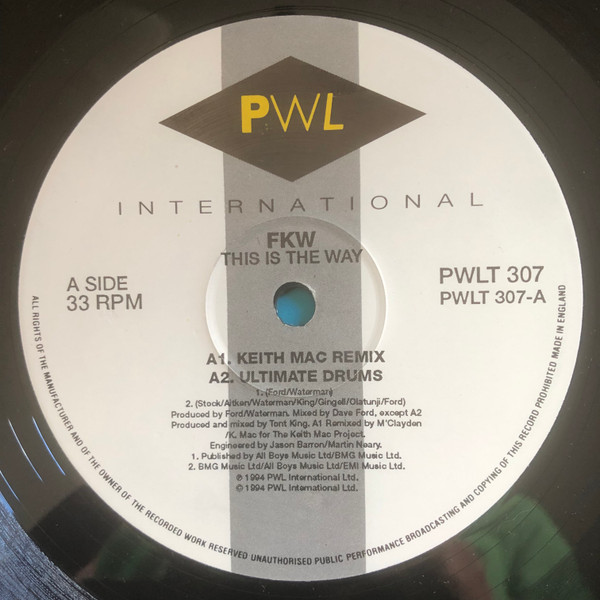 PWL
INTERNATIONAL
FKW
THIS IS THE WAY
A SIDE
33 RPM
PWLT 307
PWLT 307-A
A1. KEITH MAC REMIX
A2. ULTIMATE DRUMS
1. (Ford/Waterman)
2. (Stock/Aitken/Waterman/King/Gingell/Olatunji/Ford)
Produced by Ford/Waterman. Mixed by Dave Ford, except A2
Produced and mixed by Tont King. A1 Remixed by M'Clayden
/K. Mac for The Keith Mac Project.
Engineered by Jason Barron/Martin Neary.
1. Published by All Boys Music Ltd/BMG Music Ltd.
2. BMG Music Ltd/All Boys Music Ltd/EMI Music Ltd.
℗ 1994 PWL International Ltd.
© 1994 PWL International Ltd.
ALL RIGHTS OF THE MANUFACTURER AND OF THE OWNER OF THE RECORDED WORK RESERVED UNAUTHORISED PUBLIC PERFORMANCE BROADCASTING AND COPYING OF THIS RECORD PROHIBITED MADE IN ENGLAND